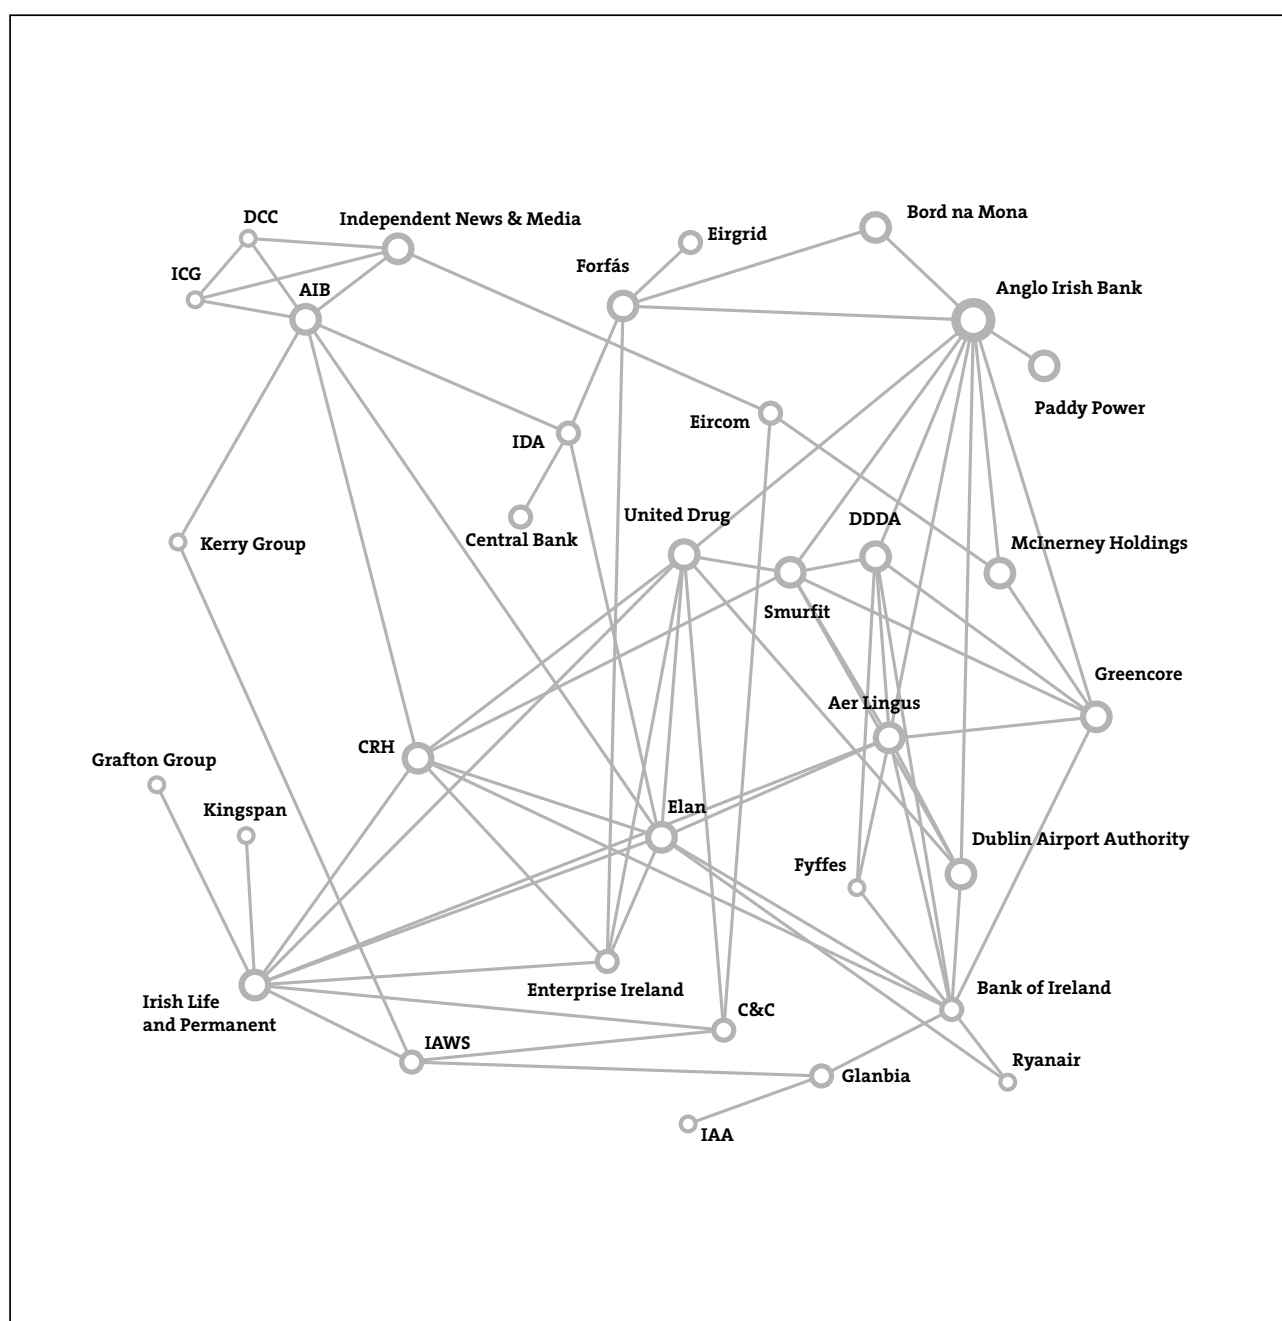 DCC
Independent News & Media
Bord na Mona
Eirgrid
Forfás
ICG
AIB
Anglo Irish Bank
Paddy Power
Eircom
IDA
United Drug
DDDA
Central Bank
Kerry Group
McInerney Holdings
Smurfit
Greencore
Aer Lingus
CRH
Grafton Group
Kingspan
Elan
Dublin Airport Authority
Fyffes
Enterprise Ireland
Bank of Ireland
Irish Life
and Permanent
C&C
IAWS
Ryanair
Glanbia
IAA